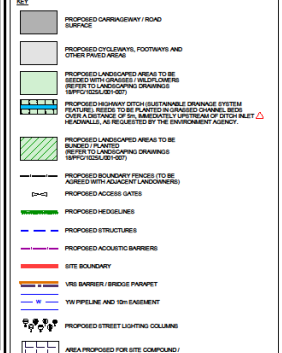 KEY
PROPOSED CARRIAGEWAY / ROAD
SURFACE
PROPOSED CYCLEWAYS, FOOTWAYS AND
OTHER PAVED AREAS
PROPOSED LANDSCAPED AREAS TO BE
SEEDED WITH GRASSES / WILDFLOWERS
(REFER TO LANDSCAPING DRAWINGS
18/PFC/1025/L/001-007)
PROPOSED HIGHWAY DITCH (SUSTAINABLE DRAINAGE SYSTEM
FEATURE). REEDS TO BE PLANTED IN GRASSED CHANNEL BEDS
OVER A DISTANCE OF 5m, IMMEDIATELY UPSTREAM OF DITCH INLET
HEADWALLS, AS REQUESTED BY THE ENVIRONMENT AGENCY.
PROPOSED LANDSCAPED AREAS TO BE
BUNDED / PLANTED
(REFER TO LANDSCAPING DRAWINGS
18/PFC/1025/L/001-007)
PROPOSED BOUNDARY FENCES (TO BE
AGREED WITH ADJACENT LANDOWNERS)
PROPOSED ACCESS GATES
PROPOSED HEDGELINES
PROPOSED STRUCTURES
PROPOSED ACOUSTIC BARRIERS
SITE BOUNDARY
VRS BARRIER / BRIDGE PARAPET
W YW PIPELINE AND 10m EASEMENT
PROPOSED STREET LIGHTING COLUMNS
AREA PROPOSED FOR SITE COMPOUND /